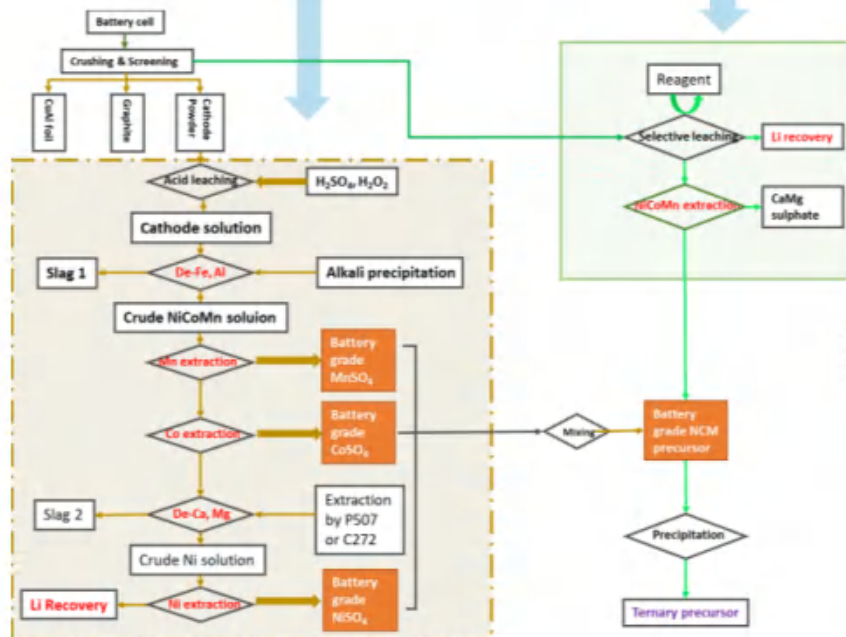 Battery cell
Crushing & Screening
CuAl foil
Graphite
Cathode
Powder
Acid leaching
H₂SO₄, H₂O₂
Cathode solution
Slag 1
De-Fe, Al
Alkali precipitation
Crude NiCoMn soluion
Mn extraction
Battery
grade
MnSO₄
Co extraction
Battery
grade
CoSO₄
Slag 2
De-Ca, Mg
Extraction
by P507
or C272
Crude Ni solution
Li Recovery
Ni extraction
Battery
grade
NiSO₄
Reagent
Selective leaching
Li recovery
NiCoMn extraction
CaMg
sulphate
Mixing
Battery
grade NCM
precursor
Precipitation
Ternary precursor